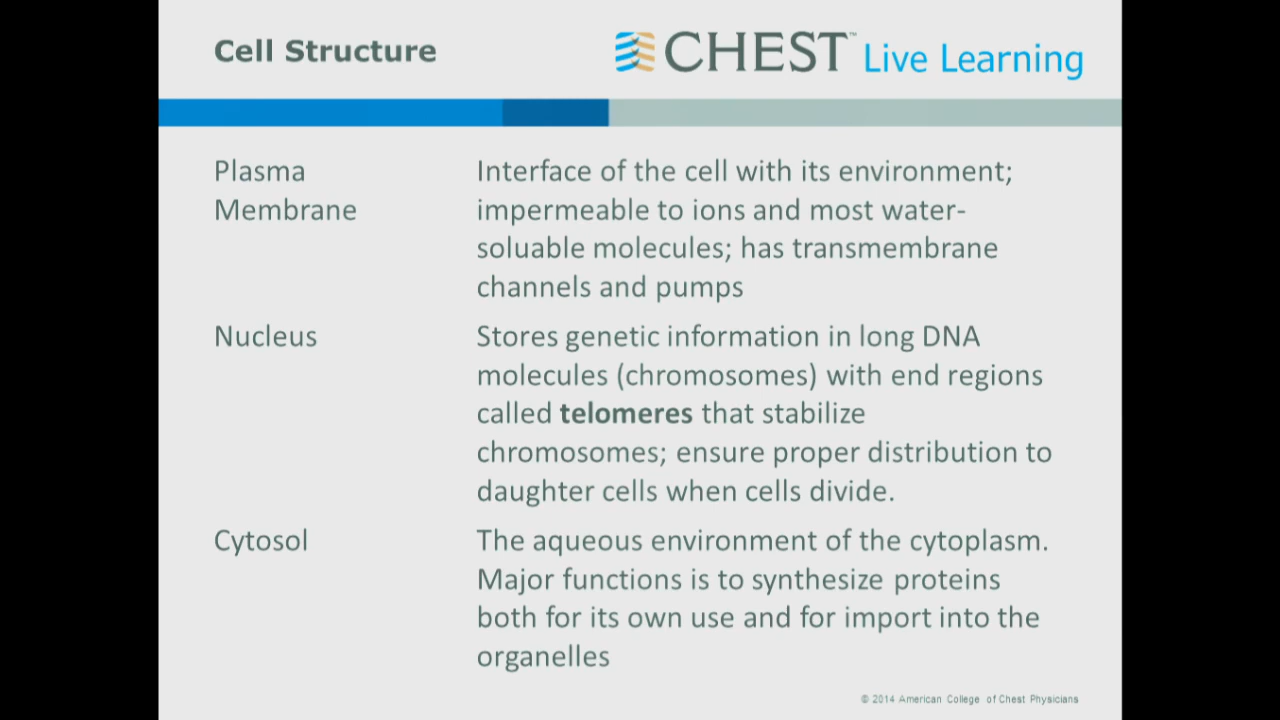 Cell Structure
CHEST™ Live Learning
Plasma
Membrane
Interface of the cell with its environment;
impermeable to ions and most water-
soluable molecules; has transmembrane
channels and pumps
Nucleus
Stores genetic information in long DNA
molecules (chromosomes) with end regions
called telomeres that stabilize
chromosomes; ensure proper distribution to
daughter cells when cells divide.
Cytosol
The aqueous environment of the cytoplasm.
Major functions is to synthesize proteins
both for its own use and for import into the
organelles
© 2014 American College of Chest Physicians